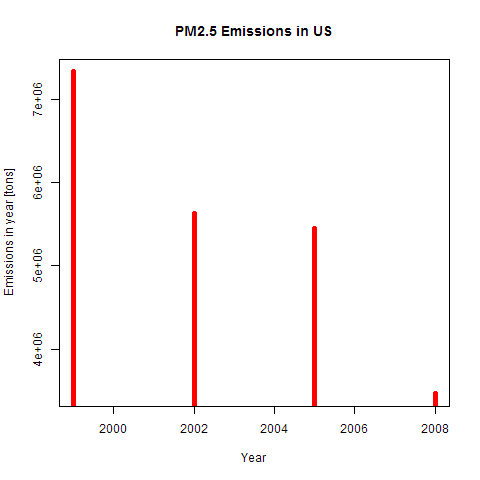 PM2.5 Emissions in US
Emissions in year [tons]
7e+06
6e+06
5e+06
4e+06
2000 2002 2004 2006 2008
Year